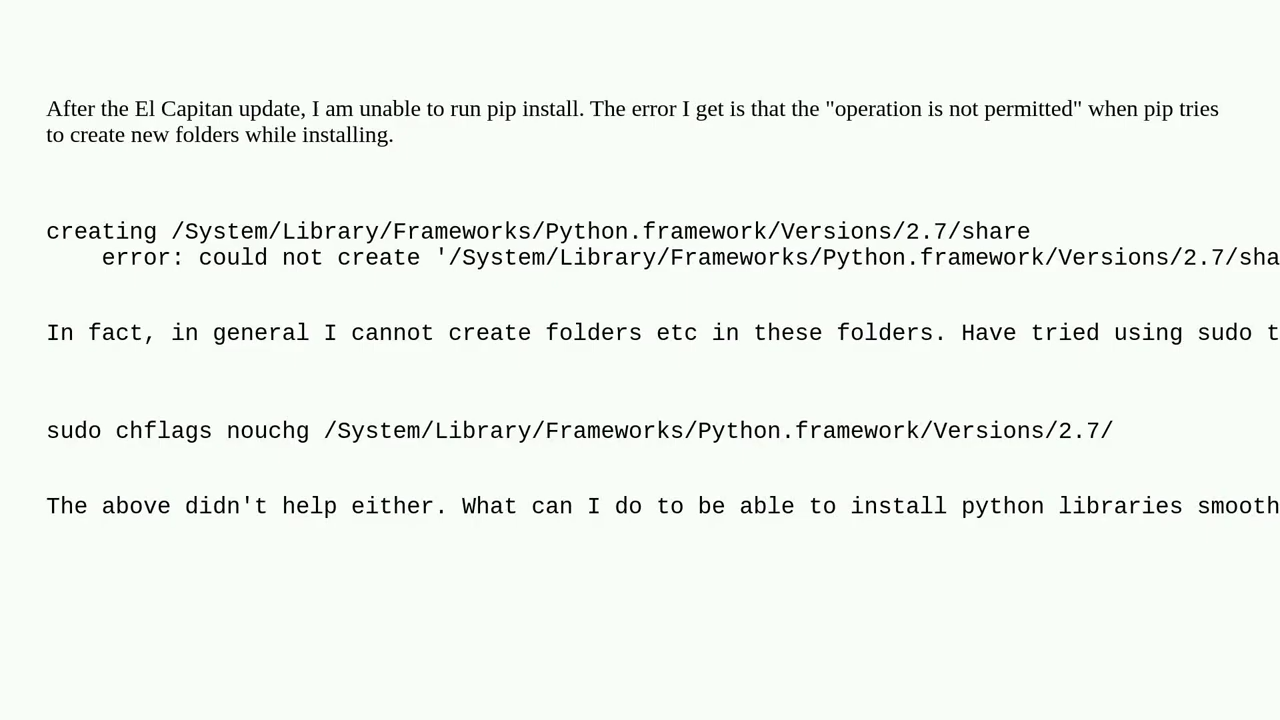 After the El Capitan update, I am unable to run pip install. The error I get is that the "operation is not permitted" when pip tries
to create new folders while installing.
creating /System/Library/Frameworks/Python.framework/Versions/2.7/share
error: could not create '/System/Library/Frameworks/Python.framework/Versions/2.7/sha
In fact, in general I cannot create folders etc in these folders. Have tried using sudo t
sudo chflags nouchg /System/Library/Frameworks/Python.framework/Versions/2.7/
The above didn't help either. What can I do to be able to install python libraries smooth